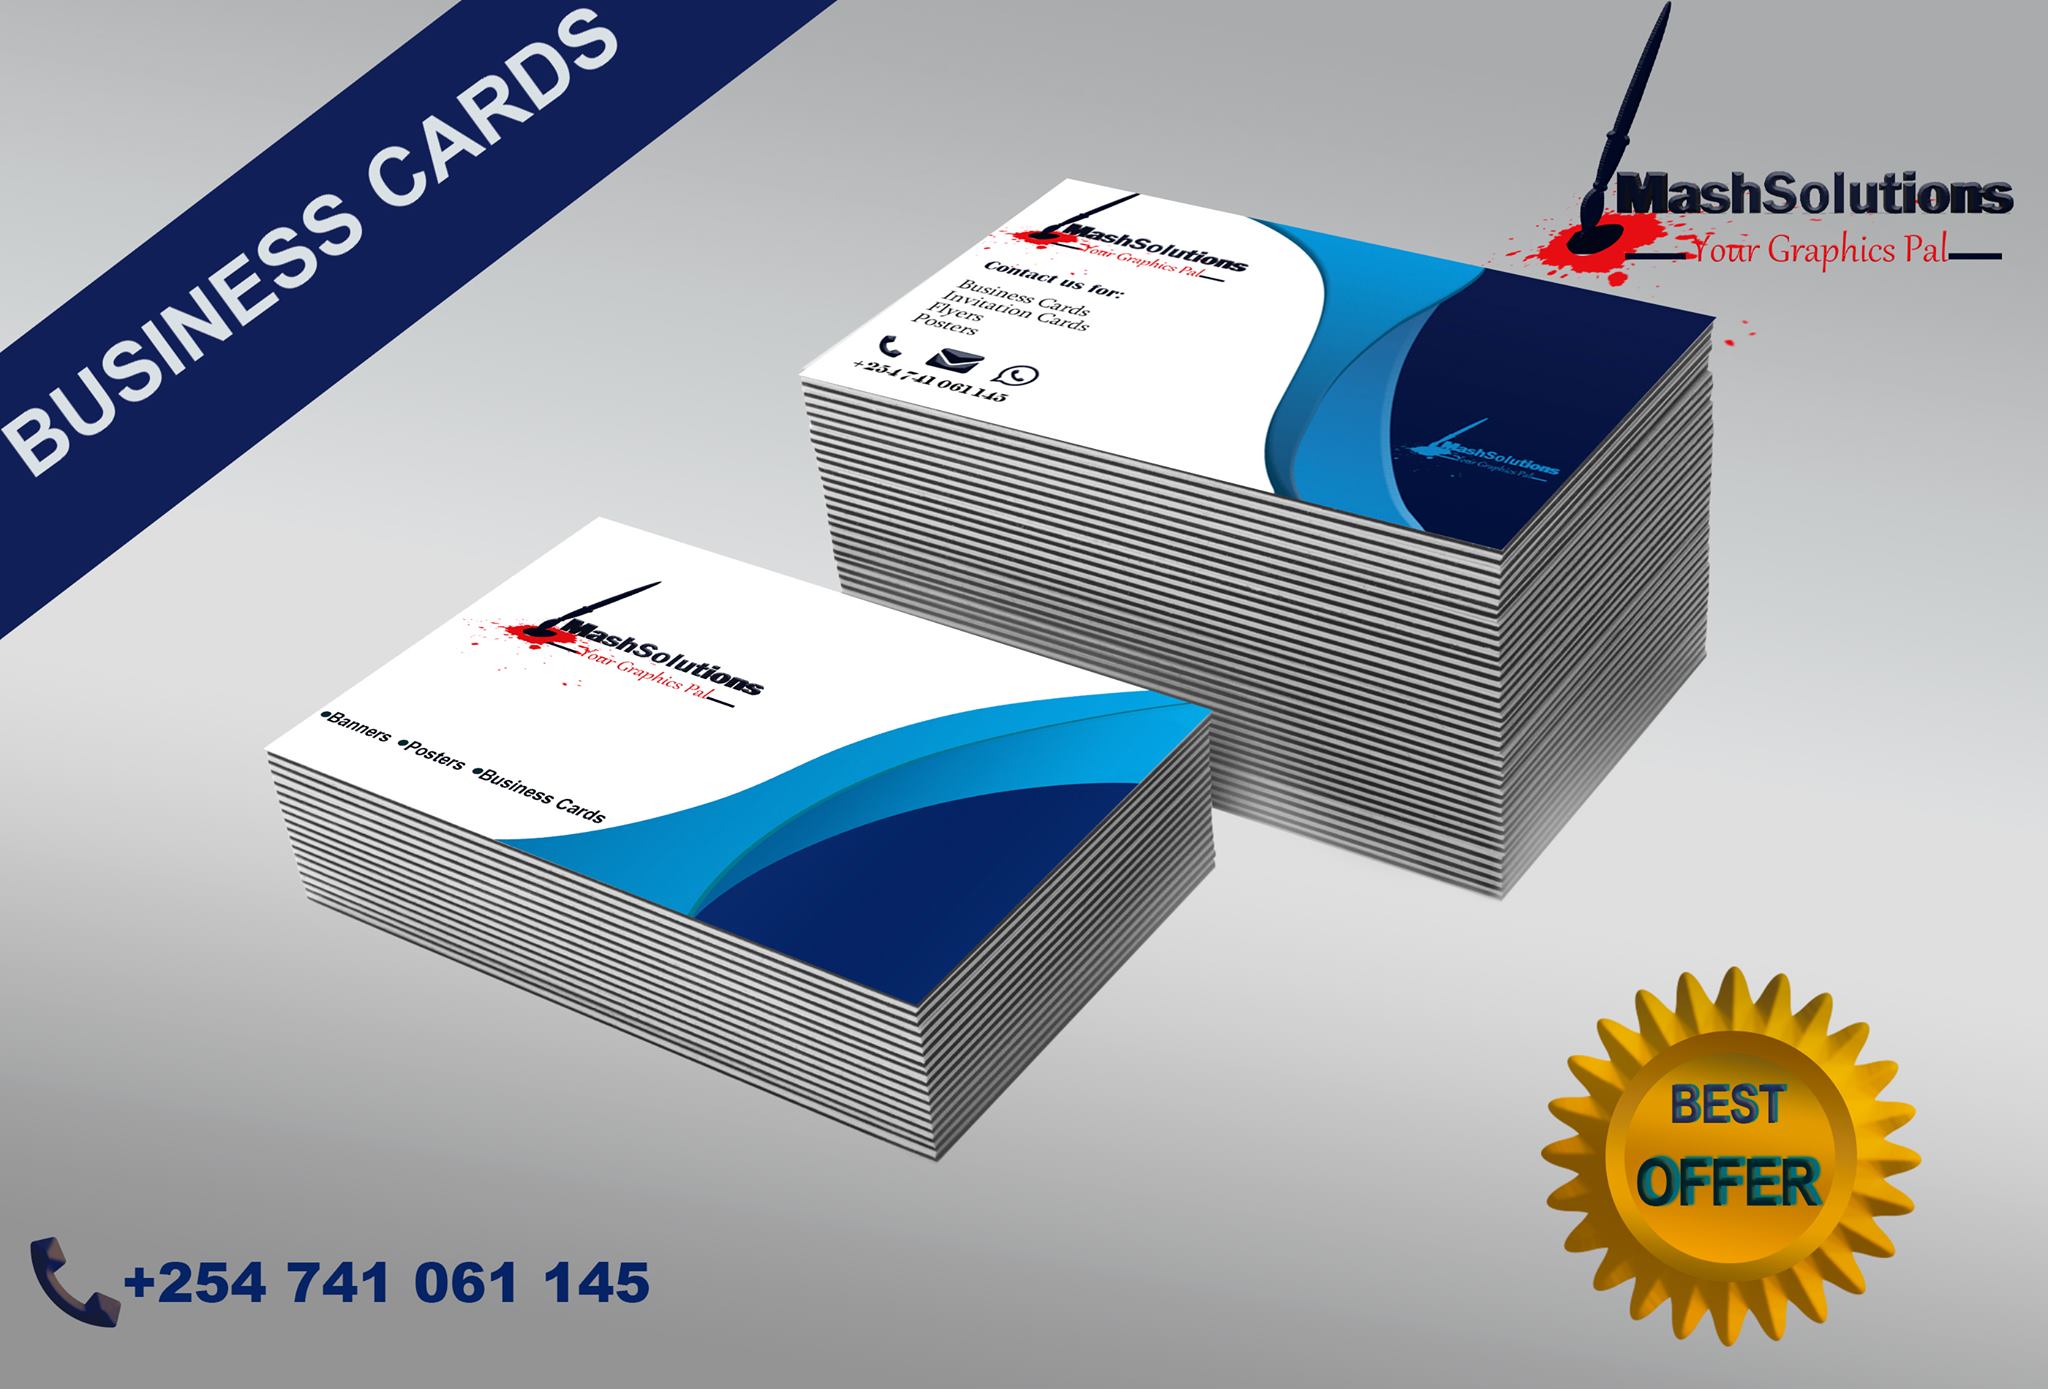 BUSINESS CARDS
MashSolutions
Your Graphics Pal
MashSolutions
Your Graphics Pal
Contact us for:
Business Cards
Invitation Cards
Flyers
Posters
+254 741 061 145
MashSolutions
Your Graphics Pal
MashSolutions
Your Graphics Pal
•Banners •Posters •Business Cards
BEST
OFFER
+254 741 061 145